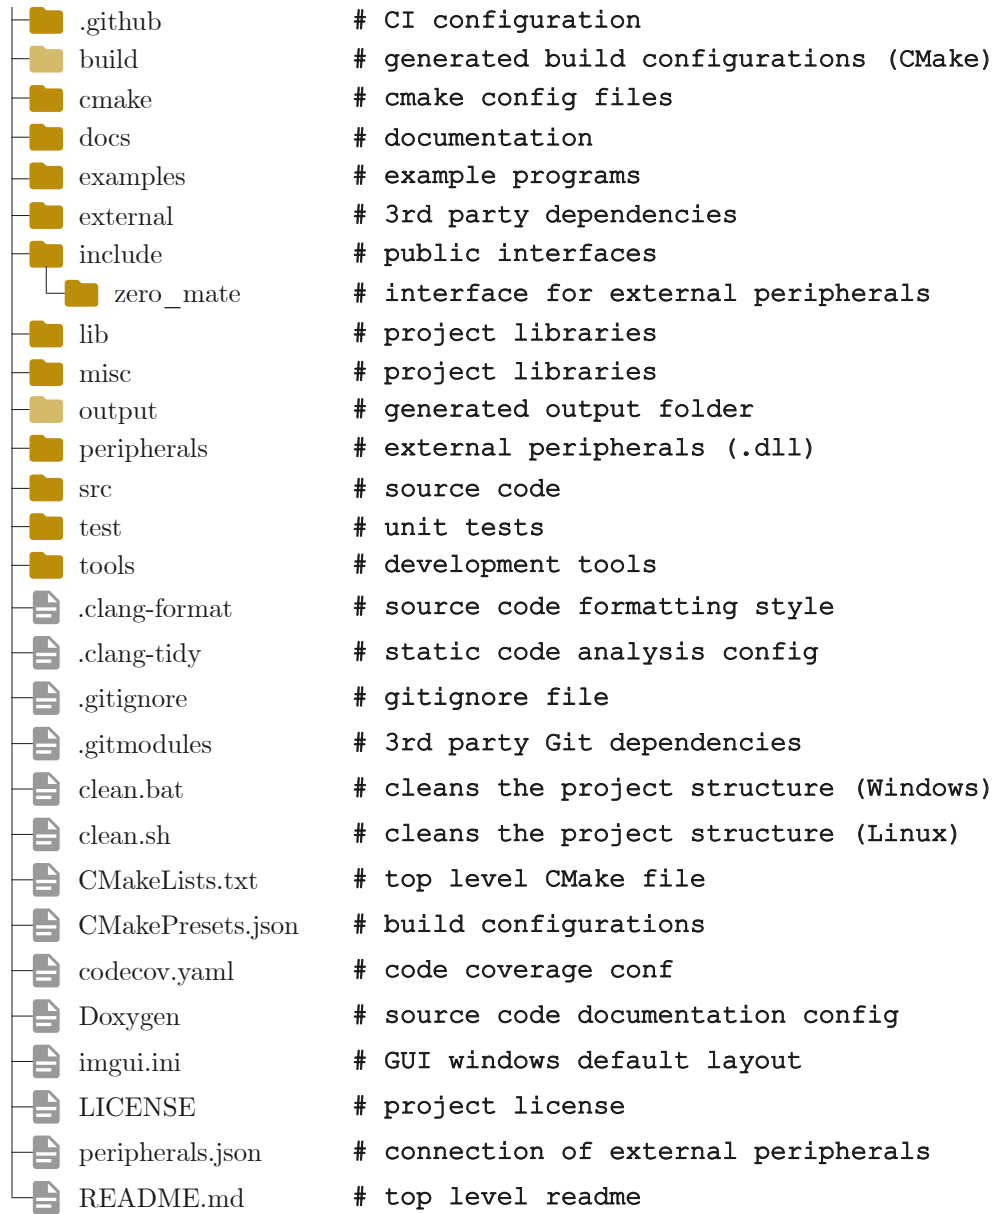 .github # CI configuration
build # generated build configurations (CMake)
cmake # cmake config files
docs # documentation
examples # example programs
external # 3rd party dependencies
include # public interfaces
zero_mate # interface for external peripherals
lib # project libraries
misc # project libraries
output # generated output folder
peripherals # external peripherals (.dll)
src # source code
test # unit tests
tools # development tools
.clang-format # source code formatting style
.clang-tidy # static code analysis config
.gitignore # gitignore file
.gitmodules # 3rd party Git dependencies
clean.bat # cleans the project structure (Windows)
clean.sh # cleans the project structure (Linux)
CMakeLists.txt # top level CMake file
CMakePresets.json # build configurations
codecov.yaml # code coverage conf
Doxygen # source code documentation config
imgui.ini # GUI windows default layout
LICENSE # project license
peripherals.json # connection of external peripherals
README.md # top level readme